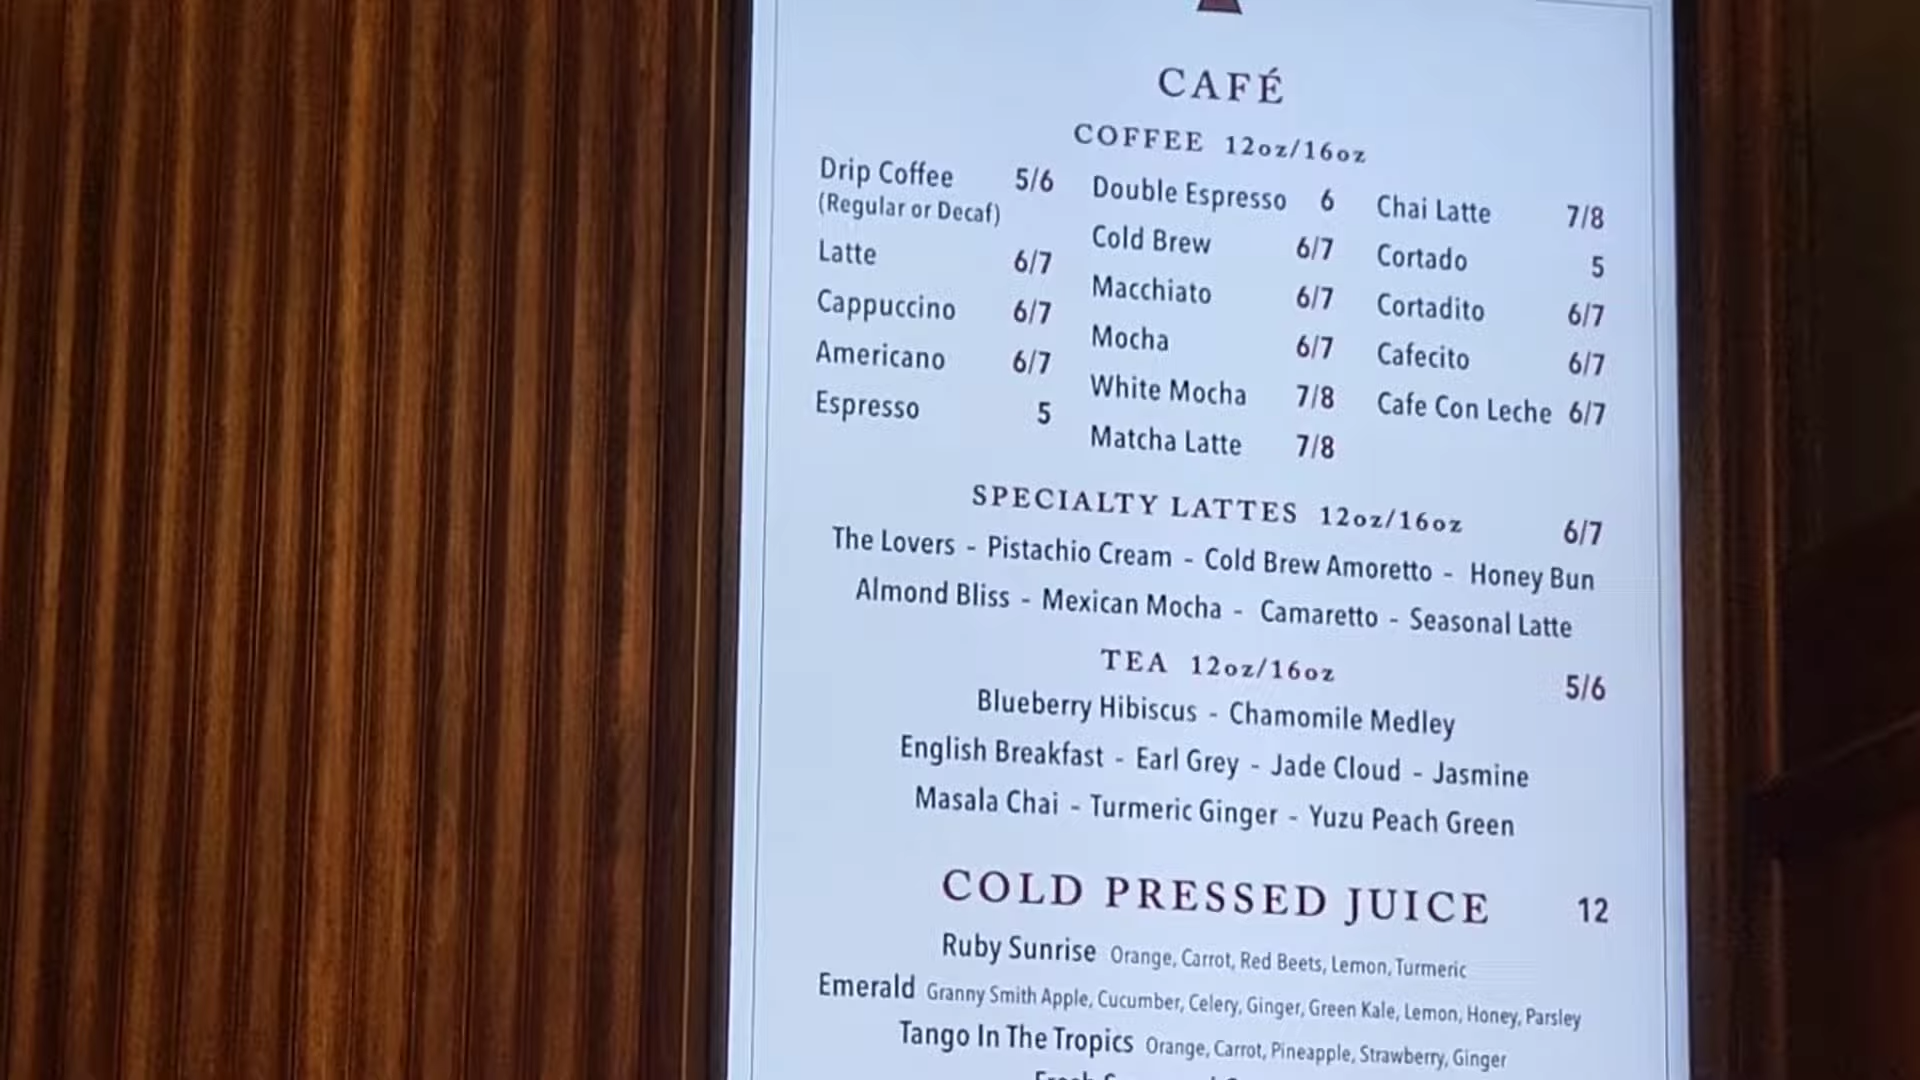 CAFÉ
COFFEE 12oz/16oz
Drip Coffee 5/6
(Regular or Decaf)
Latte 6/7
Cappuccino 6/7
Americano 6/7
Espresso 5
Double Espresso 6
Cold Brew 6/7
Macchiato 6/7
Mocha 6/7
White Mocha 7/8
Matcha Latte 7/8
Chai Latte 7/8
Cortado 5
Cortadito 6/7
Cafecito 6/7
Cafe Con Leche 6/7
SPECIALTY LATTES 12oz/16oz 6/7
The Lovers - Pistachio Cream - Cold Brew Amoretto - Honey Bun
Almond Bliss - Mexican Mocha - Camaretto - Seasonal Latte
TEA 12oz/16oz 5/6
Blueberry Hibiscus - Chamomile Medley
English Breakfast - Earl Grey - Jade Cloud - Jasmine
Masala Chai - Turmeric Ginger - Yuzu Peach Green
COLD PRESSED JUICE 12
Ruby Sunrise Orange, Carrot, Red Beets, Lemon, Turmeric
Emerald Granny Smith Apple, Cucumber, Celery, Ginger, Green Kale, Lemon, Honey, Parsley
Tango In The Tropics Orange, Carrot, Pineapple, Strawberry, Ginger